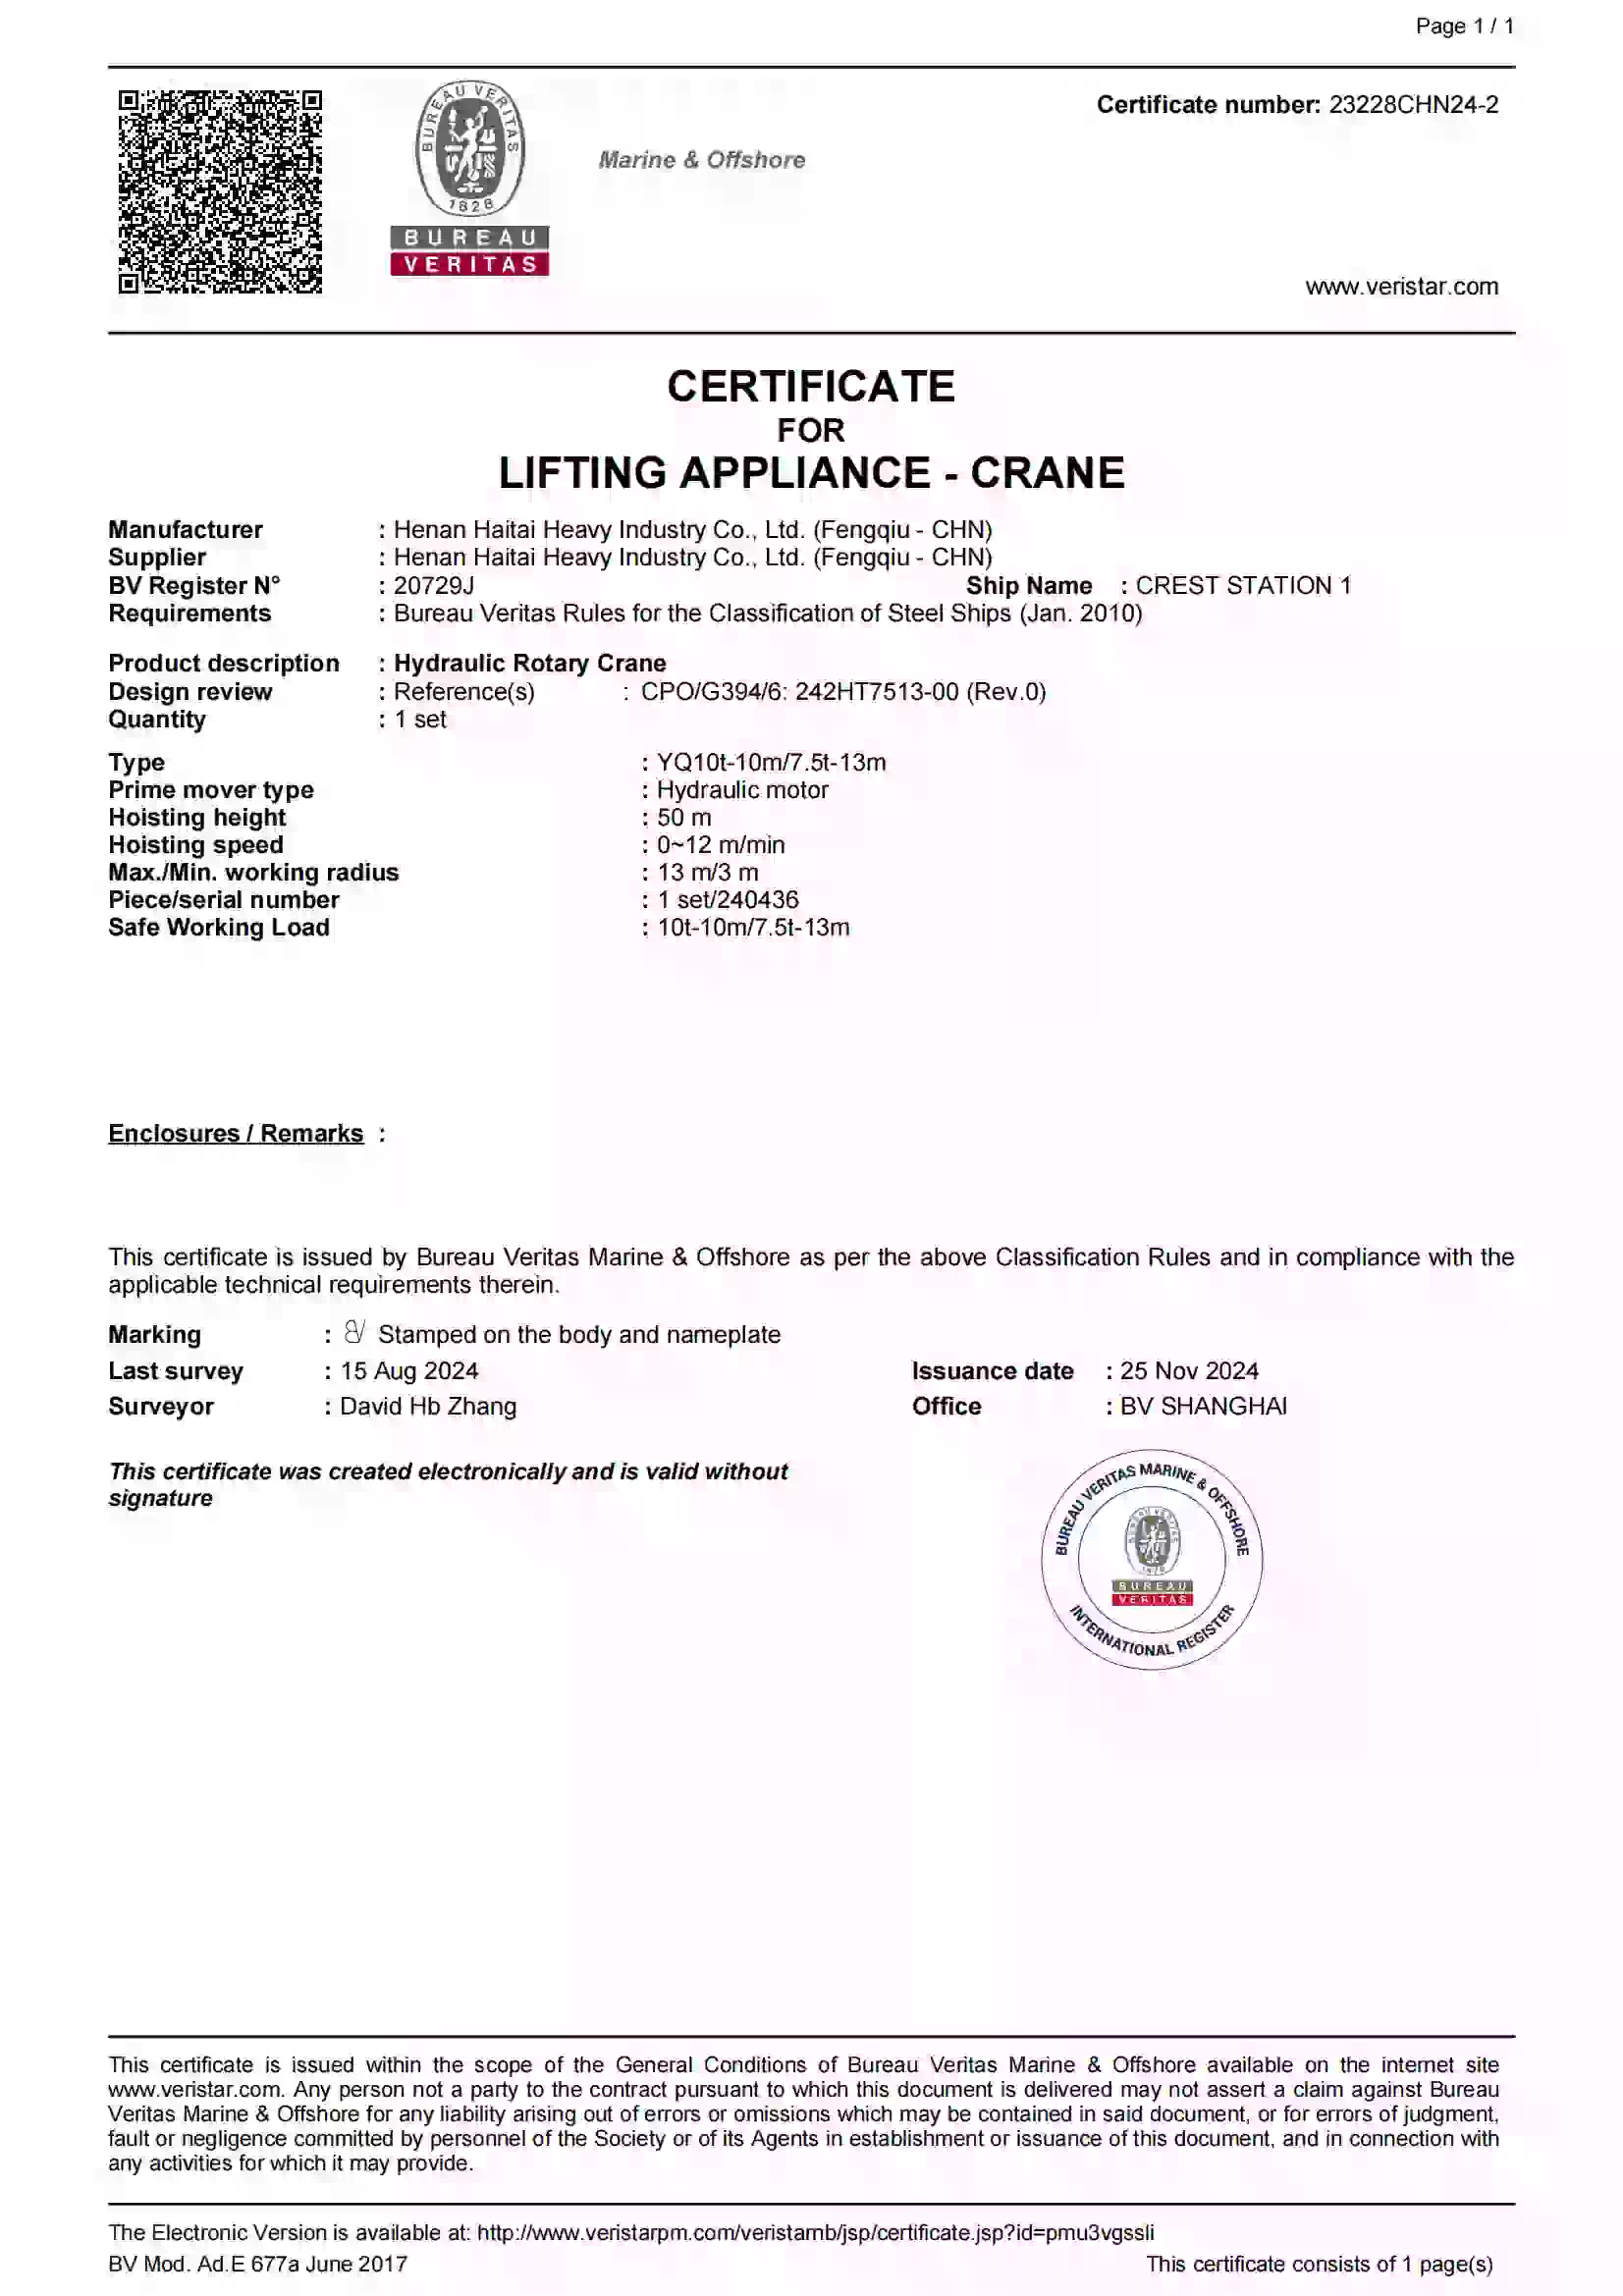 Page 1 / 1
BUREAU VERITAS
1828
BUREAU
VERITAS
Marine & Offshore
Certificate number: 23228CHN24-2
www.veristar.com
CERTIFICATE
FOR
LIFTING APPLIANCE - CRANE
Manufacturer : Henan Haitai Heavy Industry Co., Ltd. (Fengqiu - CHN)
Supplier : Henan Haitai Heavy Industry Co., Ltd. (Fengqiu - CHN)
BV Register N° : 20729J Ship Name : CREST STATION 1
Requirements : Bureau Veritas Rules for the Classification of Steel Ships (Jan. 2010)
Product description : Hydraulic Rotary Crane
Design review : Reference(s) : CPO/G394/6: 242HT7513-00 (Rev.0)
Quantity : 1 set
Type : YQ10t-10m/7.5t-13m
Prime mover type : Hydraulic motor
Hoisting height : 50 m
Hoisting speed : 0~12 m/min
Max./Min. working radius : 13 m/3 m
Piece/serial number : 1 set/240436
Safe Working Load : 10t-10m/7.5t-13m
Enclosures / Remarks :
This certificate is issued by Bureau Veritas Marine & Offshore as per the above Classification Rules and in compliance with the
applicable technical requirements therein.
Marking : Stamped on the body and nameplate
Last survey : 15 Aug 2024 Issuance date : 25 Nov 2024
Surveyor : David Hb Zhang Office : BV SHANGHAI
This certificate was created electronically and is valid without
signature
BUREAU VERITAS MARINE & OFFSHORE
BUREAU
VERITAS
INTERNATIONAL REGISTER
This certificate is issued within the scope of the General Conditions of Bureau Veritas Marine & Offshore available on the internet site
www.veristar.com. Any person not a party to the contract pursuant to which this document is delivered may not assert a claim against Bureau
Veritas Marine & Offshore for any liability arising out of errors or omissions which may be contained in said document, or for errors of judgment,
fault or negligence committed by personnel of the Society or of its Agents in establishment or issuance of this document, and in connection with
any activities for which it may provide.
The Electronic Version is available at: http://www.veristarpm.com/veristarnb/jsp/certificate.jsp?id=pmu3vgssli
BV Mod. Ad.E 677a June 2017 This certificate consists of 1 page(s)